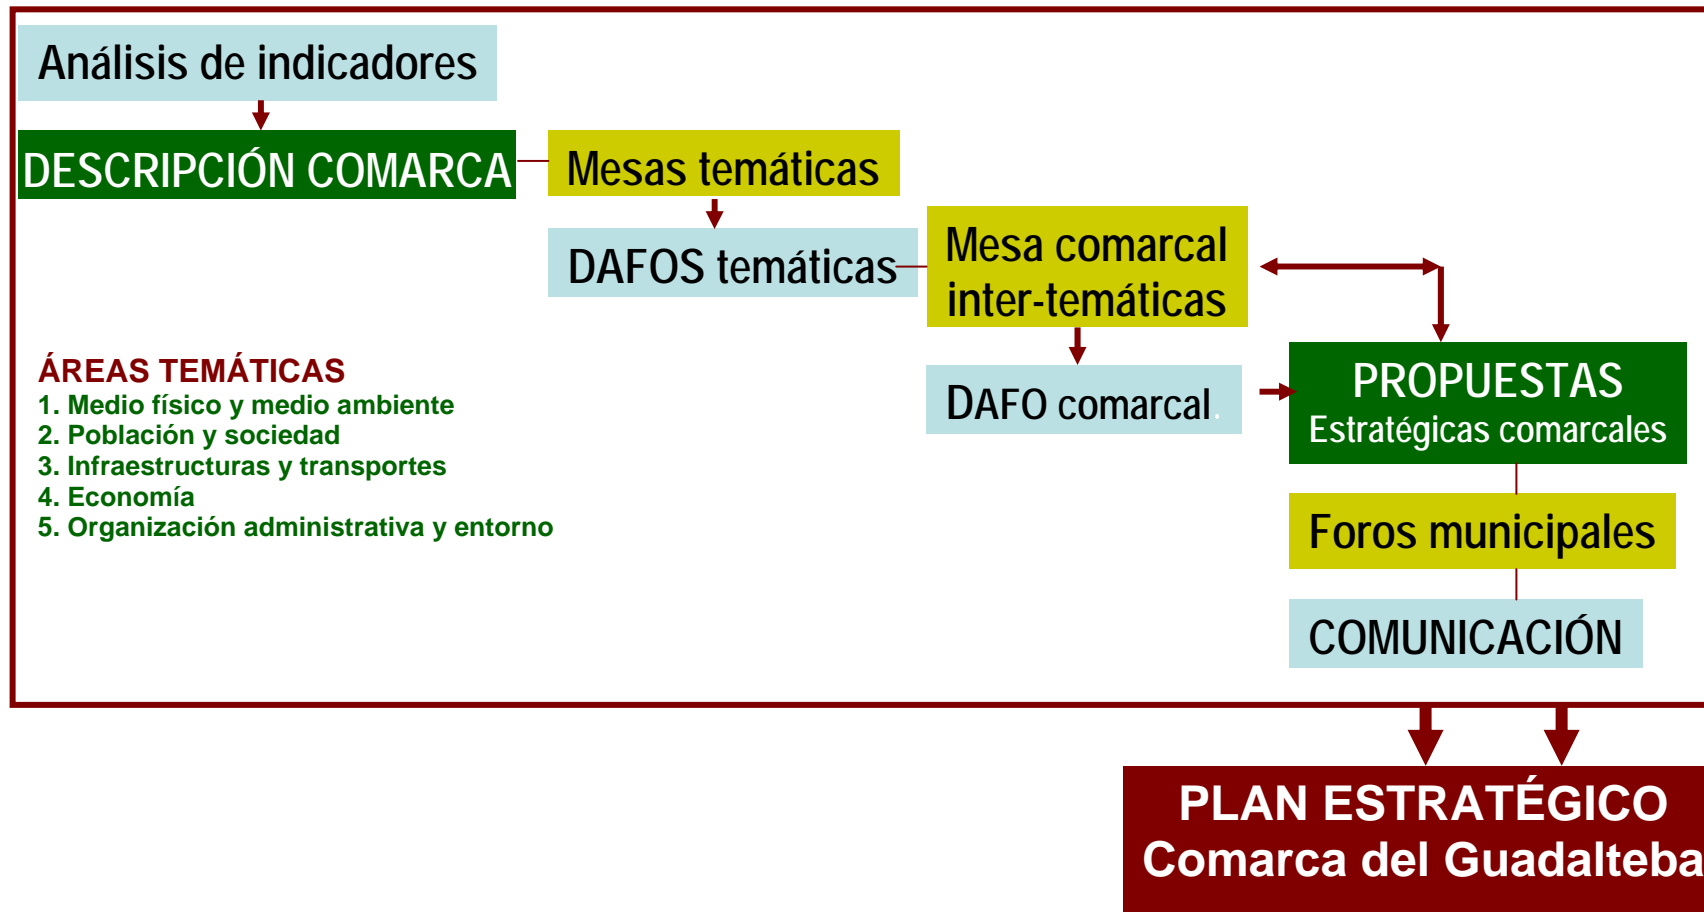 Análisis de indicadores
DESCRIPCIÓN COMARCA
Mesas temáticas
DAFOS temáticas
Mesa comarcal
inter-temáticas
DAFO comarcal.
PROPUESTAS
Estratégicas comarcales
Foros municipales
COMUNICACIÓN
ÁREAS TEMÁTICAS
1. Medio físico y medio ambiente
2. Población y sociedad
3. Infraestructuras y transportes
4. Economía
5. Organización administrativa y entorno
PLAN ESTRATÉGICO
Comarca del Guadalteba